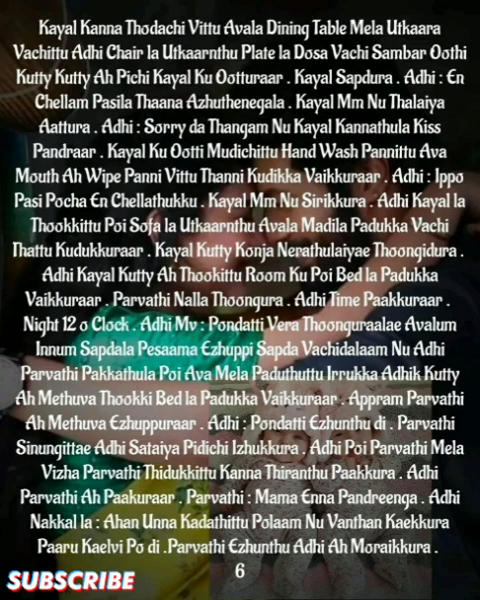 Kayal Kanna Thodachi Vittu Avala Dining Table Mela Utkaara
Vachittu Adhi Chair la Utkaarnthu Plate la Dosa Vachi Sambar Oothi
Kutty Kutty Ah Pichi Kayal Ku Ootturaar . Kayal Sapdura . Adhi : En
Chellam Pasila Thaana Azhuthenegala . Kayal Mm Nu Thalaiya
Aattura . Adhi : Sorry da Thangam Nu Kayal Kannathula Kiss
Pandraar . Kayal Ku Ootti Mudichittu Hand Wash Pannittu Ava
Mouth Ah Wipe Panni Vittu Thanni Kudikka Vaikkuraar . Adhi : Ippo
Pasi Pocha En Chellathukku . Kayal Mm Nu Sirikkura . Adhi Kayal la
Thookkittu Poi Sofa la Utkaarnthu Avala Madila Padukka Vachi
Thattu Kudukkuraar . Kayal Kutty Konja Nerathulaiyae Thoongidura .
Adhi Kayal Kutty Ah Thookittu Room Ku Poi Bed la Padukka
Vaikkuraar . Parvathi Nalla Thoongura . Adhi Time Paakkuraar .
Night 12 o Clock . Adhi Mv : Pondatti Vera Thoonguraalae Avalum
Innum Sapdala Pesaama Ezhuppi Sapda Vachidalaam Nu Adhi
Parvathi Pakkathula Poi Ava Mela Paduthuttu Irrukka Adhik Kutty
Ah Methuva Thookki Bed la Padukka Vaikkuraar . Appram Parvathi
Ah Methuva Ezhuppuraar . Adhi : Pondatti Ezhunthu di . Parvathi
Sinungittae Adhi Sataiya Pidichi Izhukkura . Adhi Poi Parvathi Mela
Vizha Parvathi Thidukkittu Kanna Thiranthu Paakkura . Adhi
Parvathi Ah Paakuraar . Parvathi : Mama Enna Pandreenga . Adhi
Nakkal la : Ahan Unna Kadathittu Polaam Nu Vanthan Kaekkura
Paaru Kaelvi Po di .Parvathi Ezhunthu Adhi Ah Moraikkura .
6
SUBSCRIBE